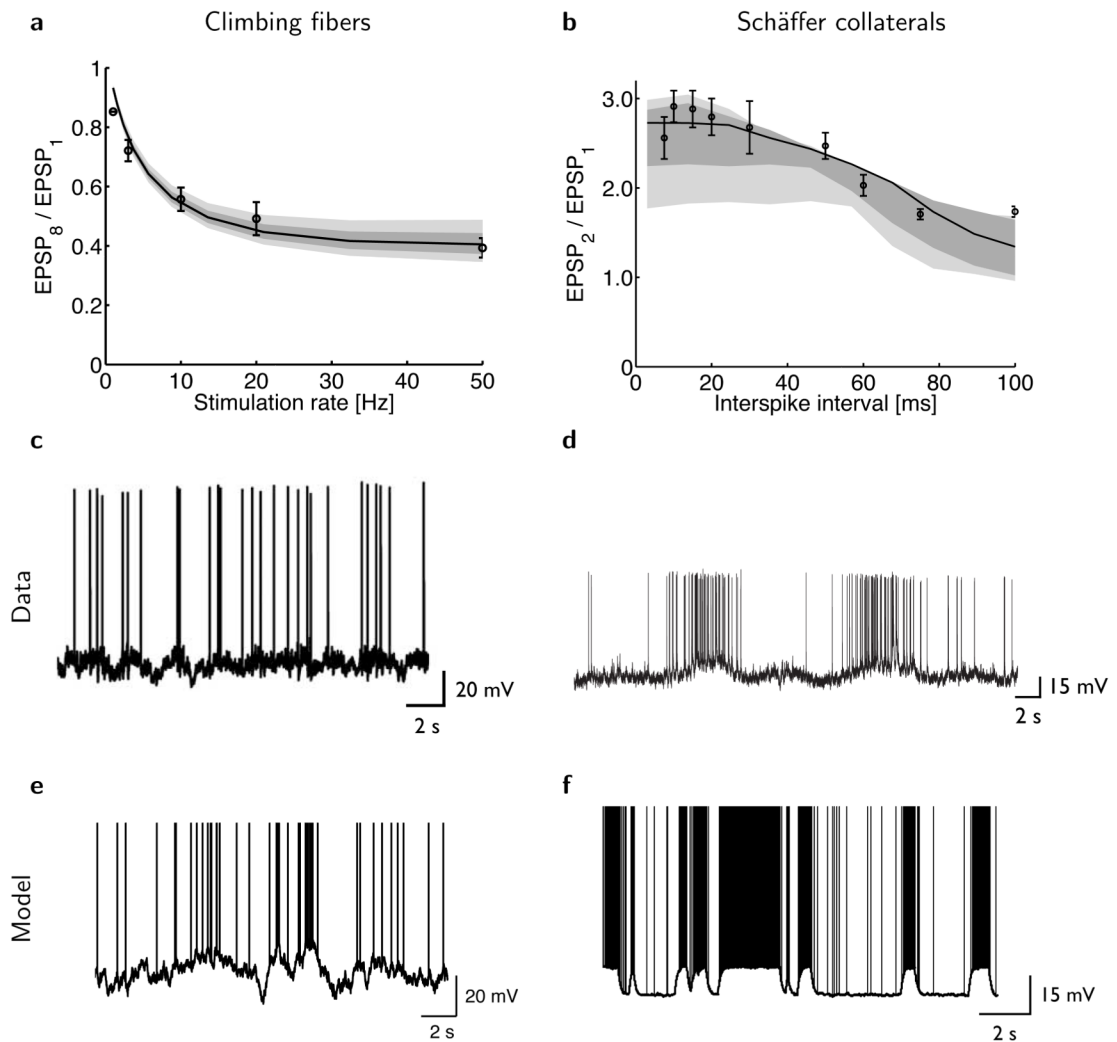 a
Climbing fibers
b
Schäffer collaterals
1
0.8
0.6
0.4
0.2
0
EPSP8 / EPSP1
0
10
20
30
40
50
Stimulation rate [Hz]
3.0
2.0
1.0
0.0
EPSP2 / EPSP1
0
20
40
60
80
100
Interspike interval [ms]
c
d
Data
20 mV
2 s
15 mV
2 s
e
f
Model
20 mV
2 s
15 mV
2 s